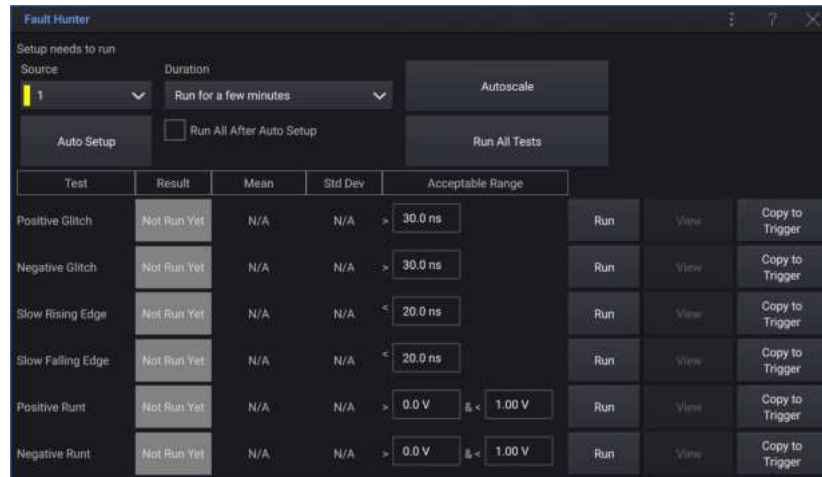 Fault Hunter
?
Setup needs to run
Source Duration
1 Run for a few minutes Autoscale
Auto Setup Run All After Auto Setup Run All Tests
Test Result Mean Std Dev Acceptable Range
Positive Glitch Not Run Yet N/A N/A > 30.0 ns Run View Copy to Trigger
Negative Glitch Not Run Yet N/A N/A > 30.0 ns Run View Copy to Trigger
Slow Rising Edge Not Run Yet N/A N/A < 20.0 ns Run View Copy to Trigger
Slow Falling Edge Not Run Yet N/A N/A < 20.0 ns Run View Copy to Trigger
Positive Runt Not Run Yet N/A N/A > 0.0 V & < 1.00 V Run View Copy to Trigger
Negative Runt Not Run Yet N/A N/A > 0.0 V & < 1.00 V Run View Copy to Trigger